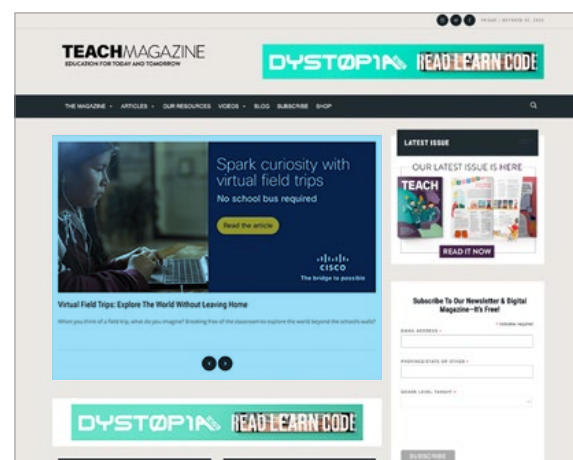 TEACHMAGAZINE
EDUCATION FOR TODAY AND TOMORROW
DYSTØP1A READ LEARN CODE
THE MAGAZINE ARTICLES OUR RESOURCES VIDEOS BLOG SUBSCRIBE SHOP
Spark curiosity with
virtual field trips
No school bus required
Read the article
CISCO
The bridge to possible
Virtual Field Trips: Explore The World Without Leaving Home
When you think of a field trip, what do you imagine? Breaking free of the classroom to explore the world beyond the school's walls?
DYSTØP1A READ LEARN CODE
LATEST ISSUE
OUR LATEST ISSUE IS HERE
TEACH
READ IT NOW
Subscribe To Our Newsletter & Digital
Magazine—It's Free!
* indicates required
EMAIL ADDRESS *
PROVINCE/STATE OR OTHER *
GRADE LEVEL TAUGHT *
SUBSCRIBE